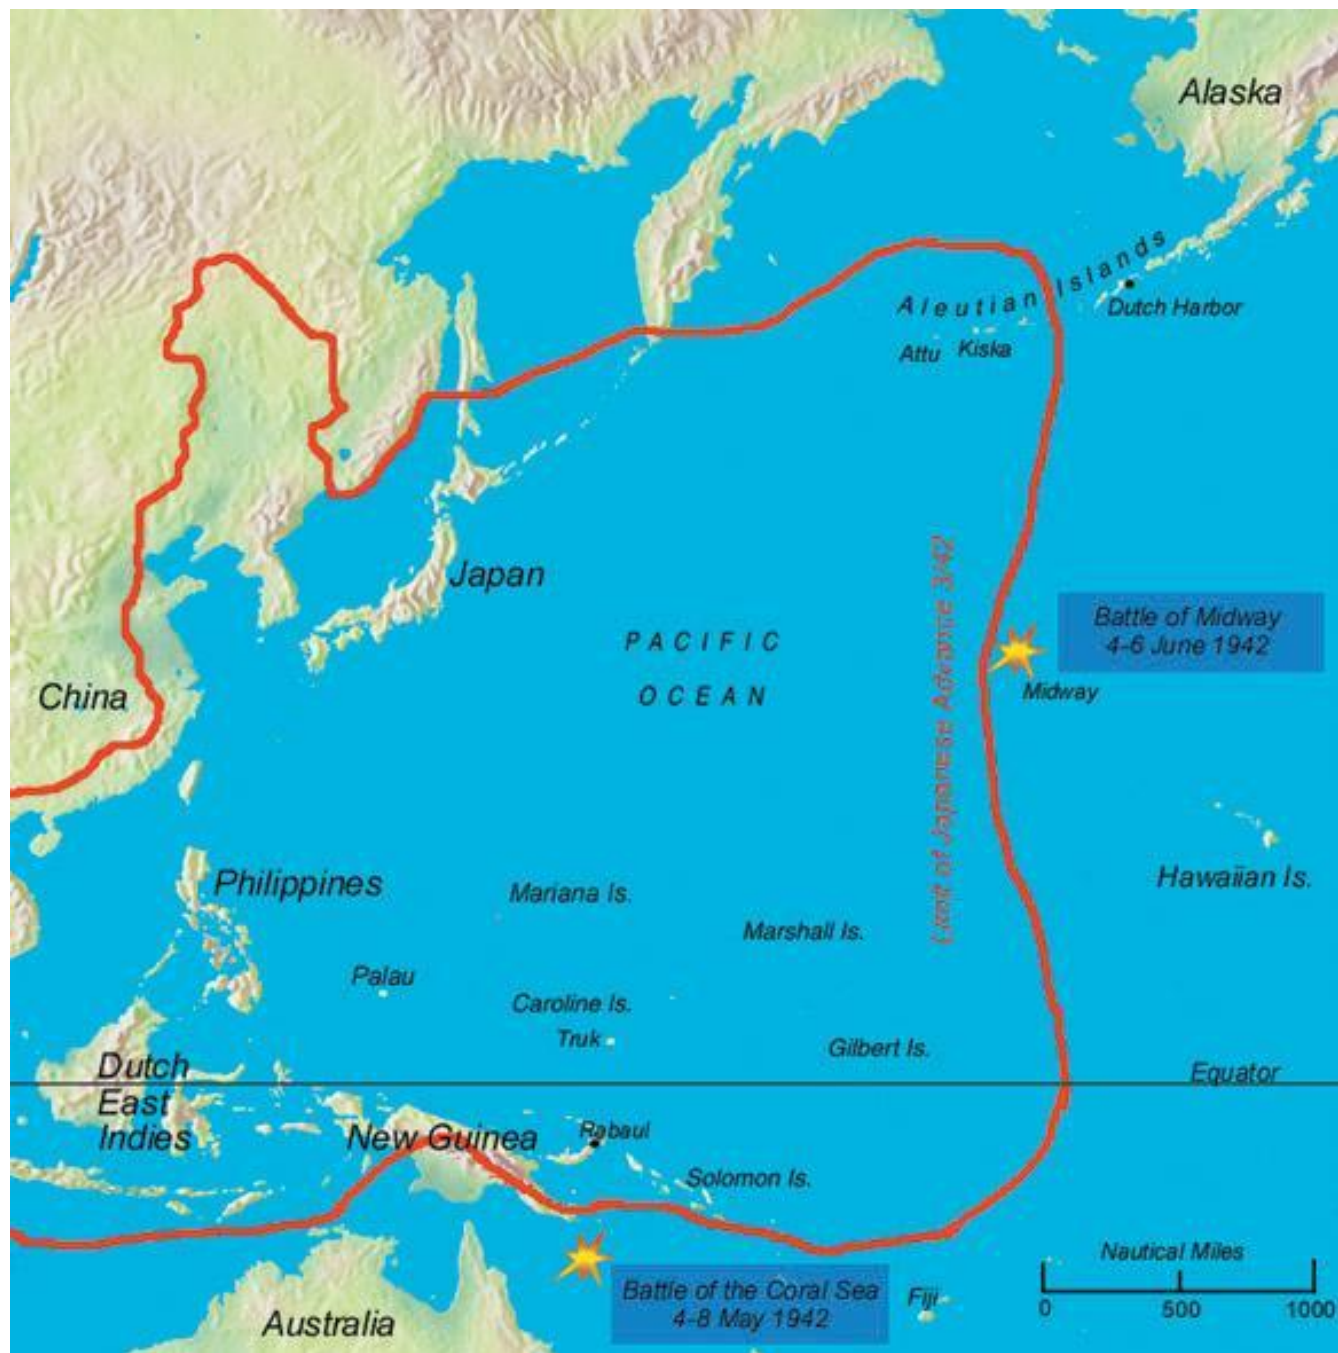 Alaska
Aleutian Islands
Dutch Harbor
Attu
Kiska
Japan
PACIFIC
OCEAN
Limit of Japanese Advance 3/42
Battle of Midway
4-6 June 1942
Midway
China
Philippines
Hawaiian Is.
Mariana Is.
Marshall Is.
Palau
Caroline Is.
Truk
Gilbert Is.
Equator
Dutch
East
Indies
New Guinea
Rabaul
Solomon Is.
Nautical Miles
0 500 1000
Battle of the Coral Sea
4-8 May 1942
Fiji
Australia